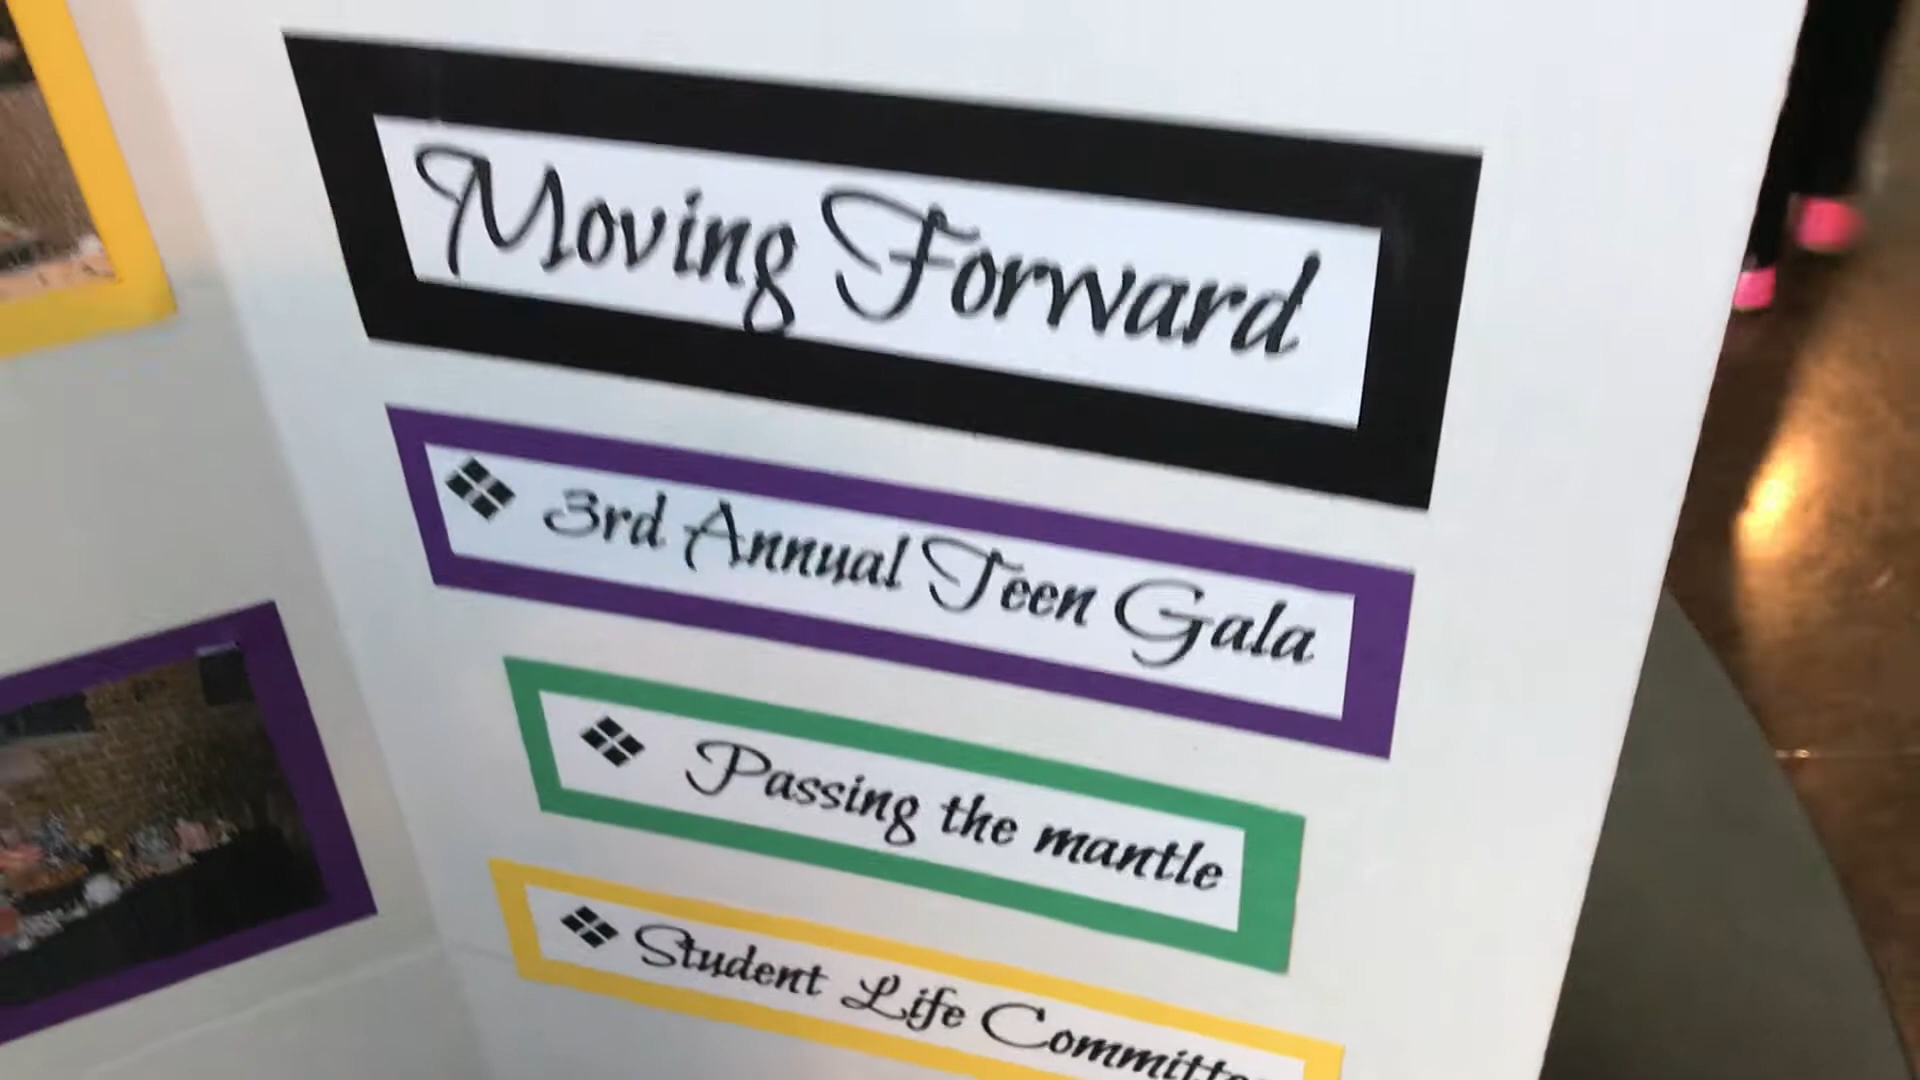 Moving Forward
❖ 3rd Annual Teen Gala
❖ Passing the mantle
❖ Student Life